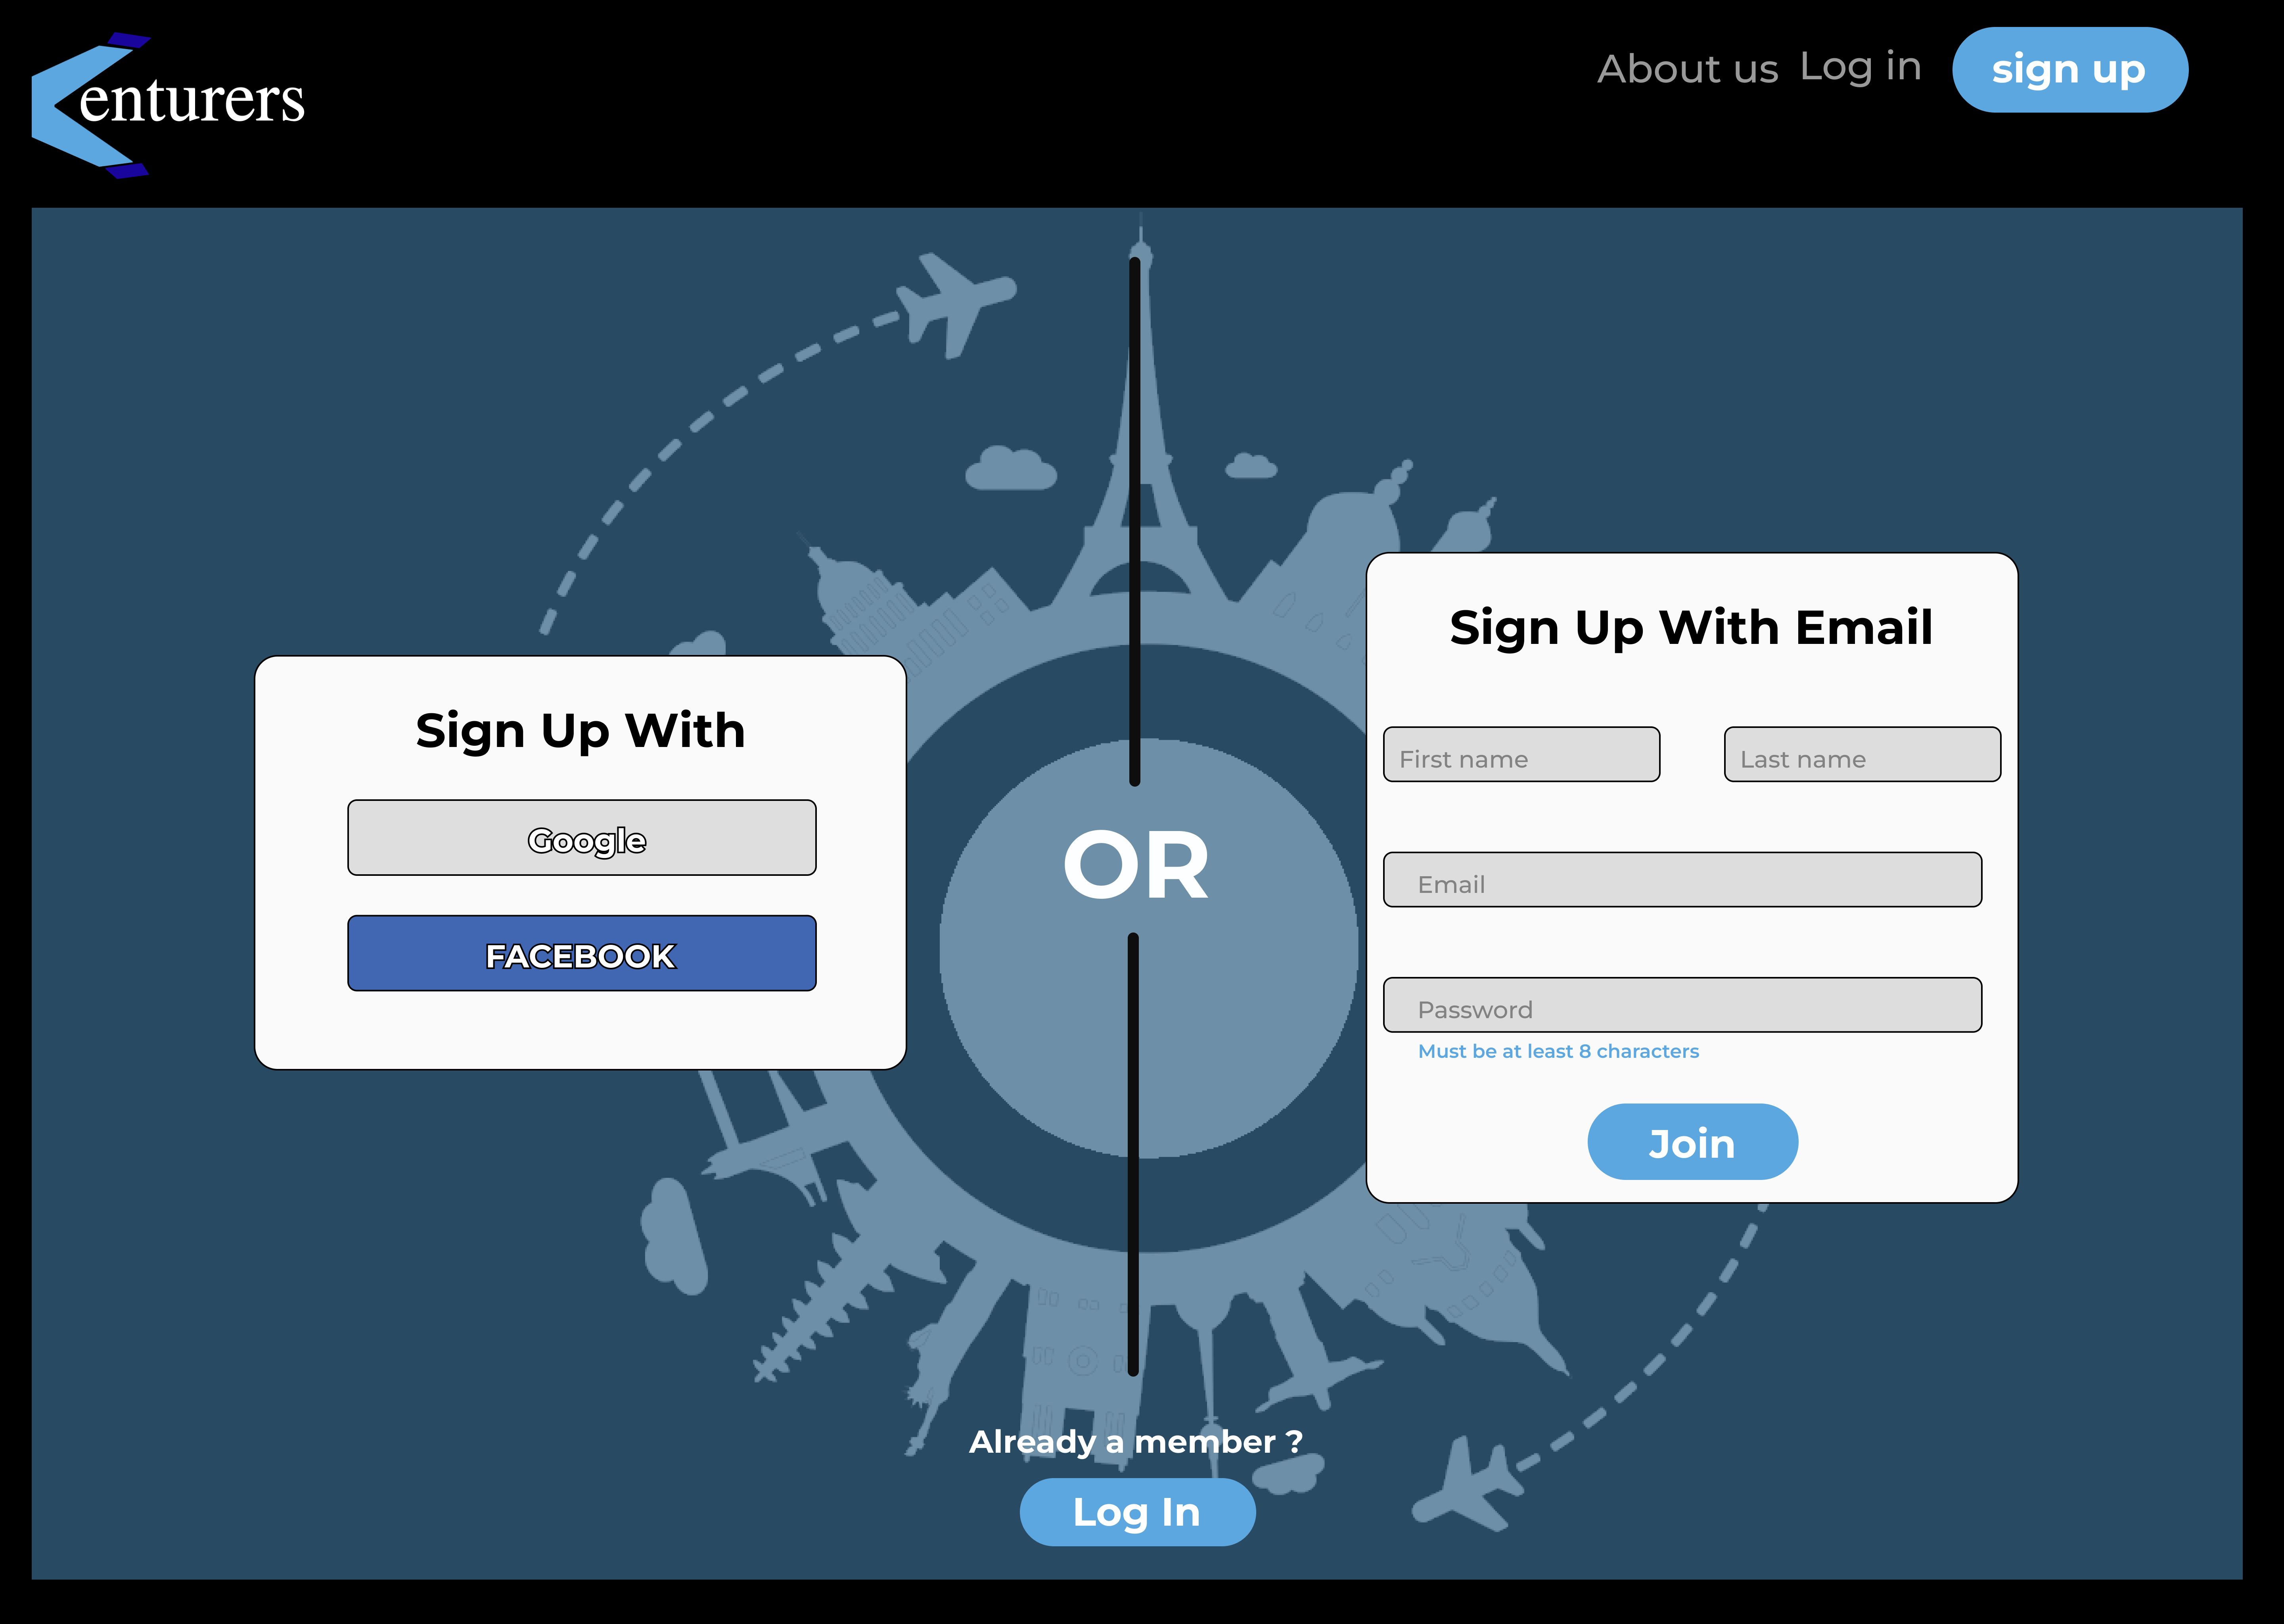 enturers
About us Log in sign up
Sign Up With
Google
FACEBOOK
OR
Sign Up With Email
First name Last name
Email
Password
Must be at least 8 characters
Join
Already a member ?
Log In